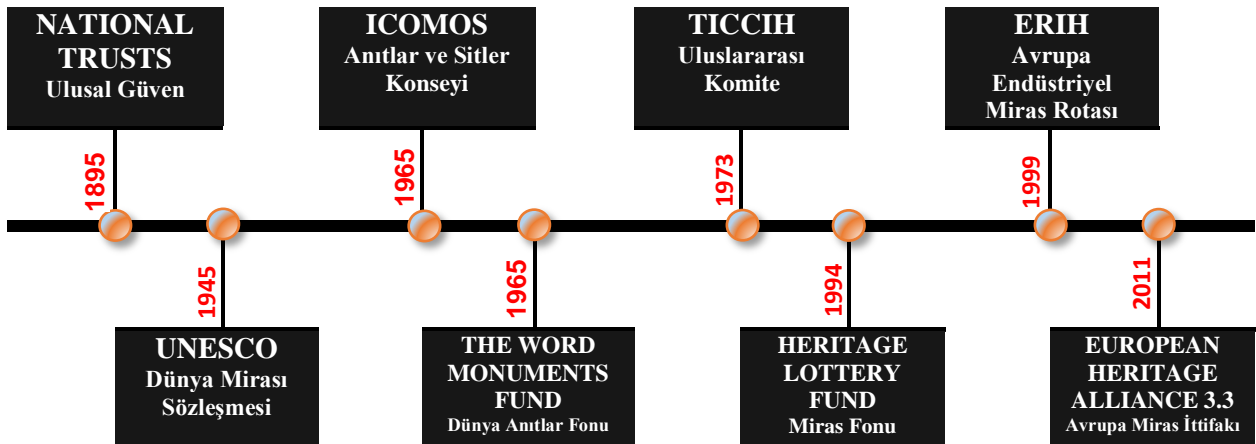 NATIONAL
TRUSTS
Ulusal Güven
ICOMOS
Anıtlar ve Sitler
Konseyi
TICCIH
Uluslararası
Komite
ERIH
Avrupa
Endüstriyel
Miras Rotası
1895
1965
1973
1999
1945
1965
1994
2011
UNESCO
Dünya Mirası
Sözleşmesi
THE WORD
MONUMENTS
FUND
Dünya Anıtlar Fonu
HERITAGE
LOTTERY
FUND
Miras Fonu
EUROPEAN
HERITAGE
ALLIANCE 3.3
Avrupa Miras İttifakı